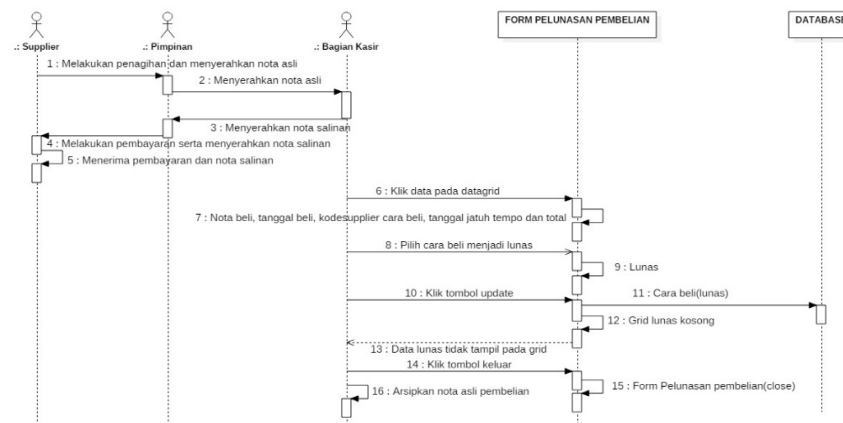 FORM PELUNASAN PEMBELIAN
DATABASE
.: Supplier
.: Pimpinan
.: Bagian Kasir
1 : Melakukan penagihan dan menyerahkan nota asli
2 : Menyerahkan nota asli
3 : Menyerahkan nota salinan
4 : Melakukan pembayaran serta menyerahkan nota salinan
5 : Menerima pembayaran dan nota salinan
6 : Klik data pada datagrid
7 : Nota beli, tanggal beli, kodesupplier cara beli, tanggal jatuh tempo dan total
8 : Pilih cara beli menjadi lunas
9 : Lunas
10 : Klik tombol update
11 : Cara beli(lunas)
12 : Grid lunas kosong
13 : Data lunas tidak tampil pada grid
14 : Klik tombol keluar
15 : Form Pelunasan pembelian(close)
16 : Arsipkan nota asli pembelian